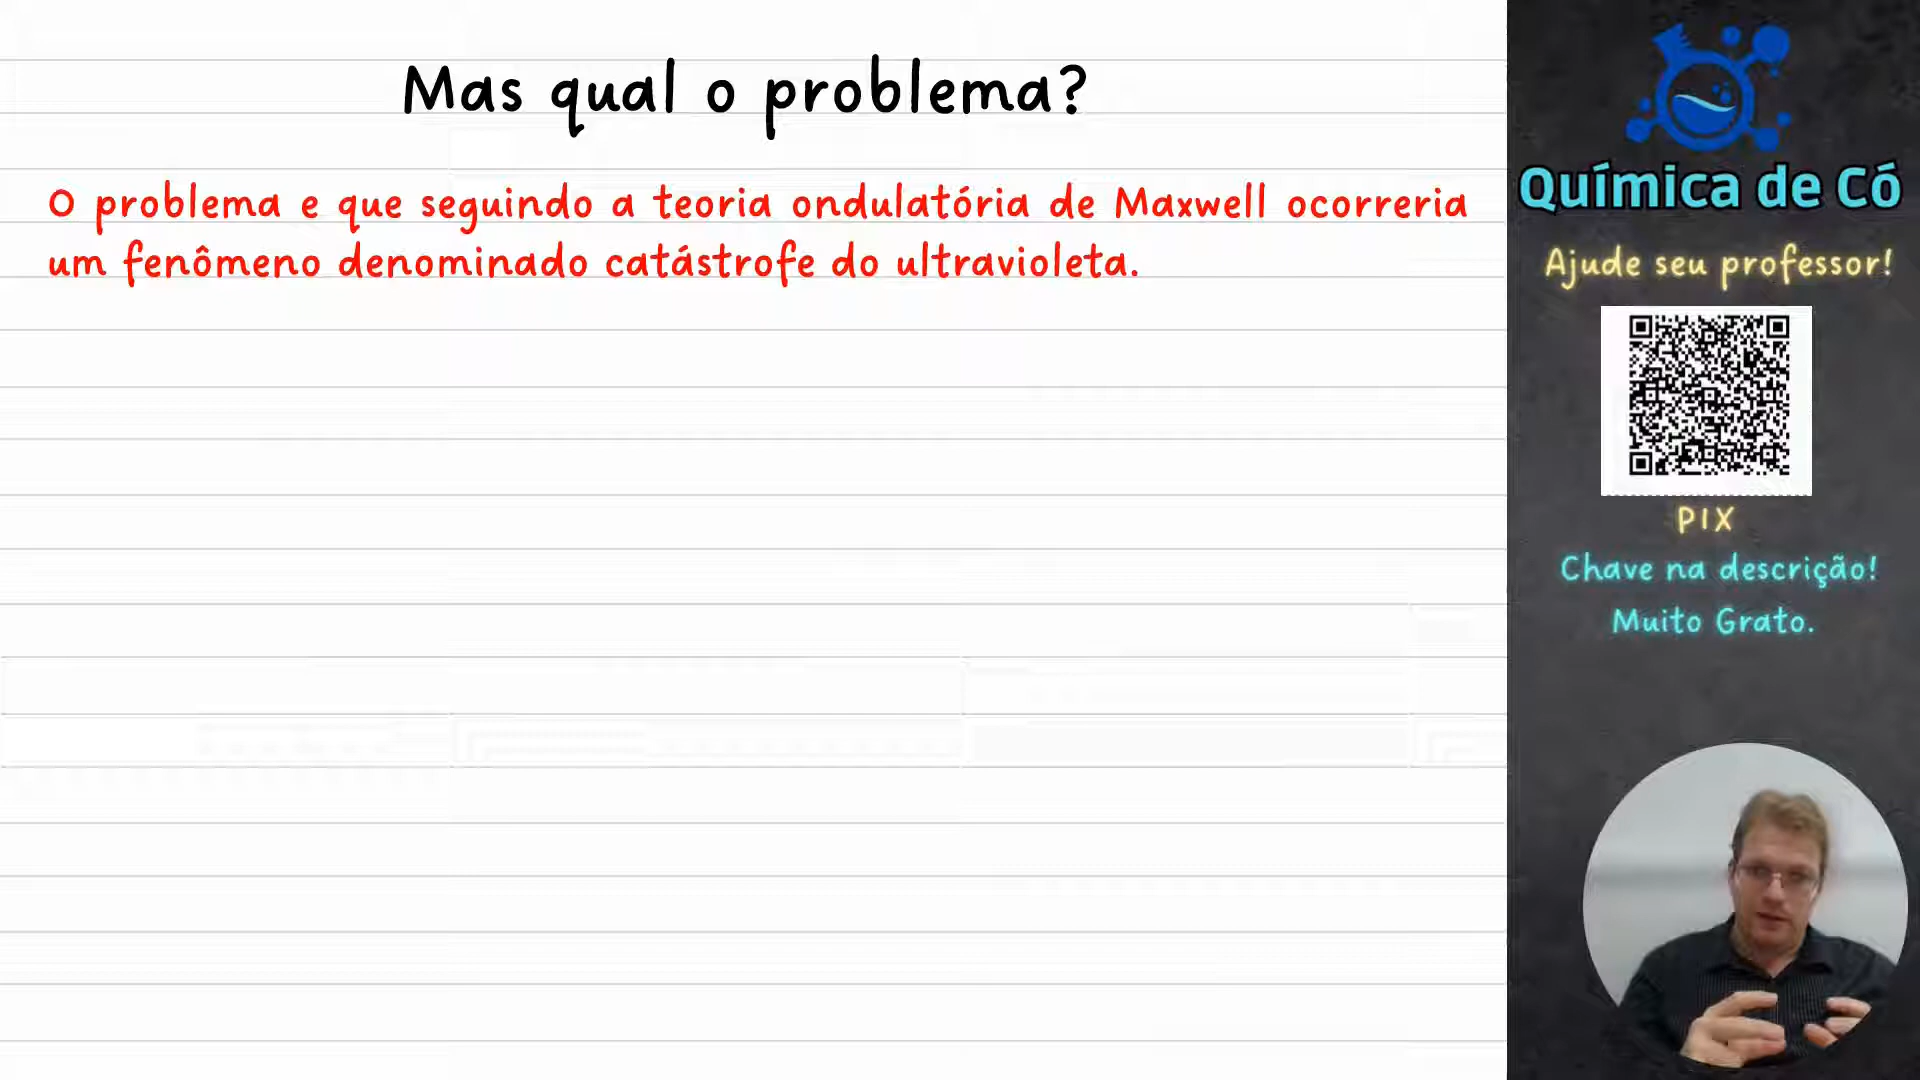 Mas qual o problema?
O problema e que seguindo a teoria ondulatória de Maxwell ocorreria
um fenômeno denominado catástrofe do ultravioleta.
Química de Có
Ajude seu professor!
PIX
Chave na descrição!
Muito Grato.